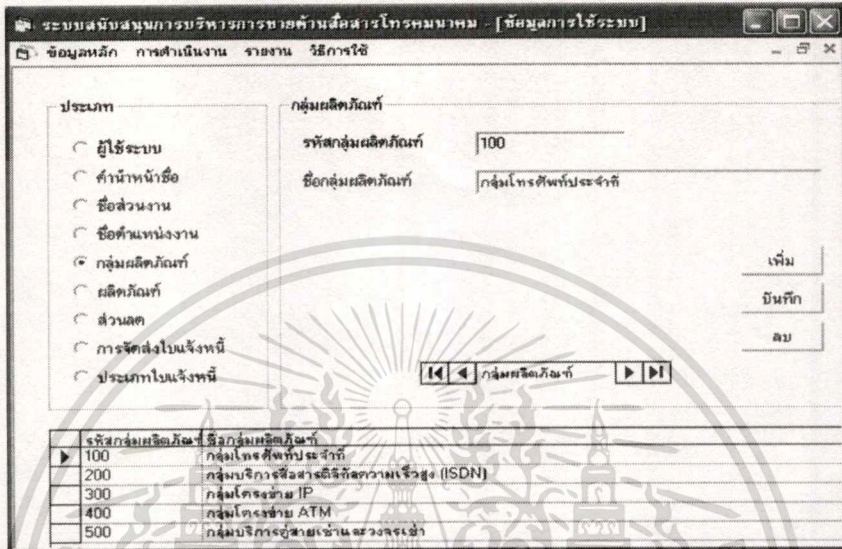 ระบบสนับสนุนการบริหารการขายด้านสื่อสารโทรคมนาคม - [ข้อมูลการใช้ระบบ]
ข้อมูลหลัก การดำเนินงาน รายงาน วิธีการใช้
ประเภท
ผู้ใช้ระบบ
คำนำหน้าชื่อ
ชื่อส่วนงาน
ชื่อตำแหน่งงาน
กลุ่มผลิตภัณฑ์
ผลิตภัณฑ์
ส่วนลด
การจัดส่งใบแจ้งหนี้
ประเภทใบแจ้งหนี้
กลุ่มผลิตภัณฑ์
รหัสกลุ่มผลิตภัณฑ์ 100
ชื่อกลุ่มผลิตภัณฑ์ กลุ่มโทรศัพท์ประจำที่
เพิ่ม
บันทึก
ลบ
กลุ่มผลิตภัณฑ์
รหัสกลุ่มผลิตภัณฑ์ ชื่อกลุ่มผลิตภัณฑ์
100 กลุ่มโทรศัพท์ประจำที่
200 กลุ่มบริการสื่อสารดิจิตัลความเร็วสูง (ISDN)
300 กลุ่มโครงข่าย IP
400 กลุ่มโครงข่าย ATM
500 กลุ่มบริการคู่สายเช่าและวงจรเช่า